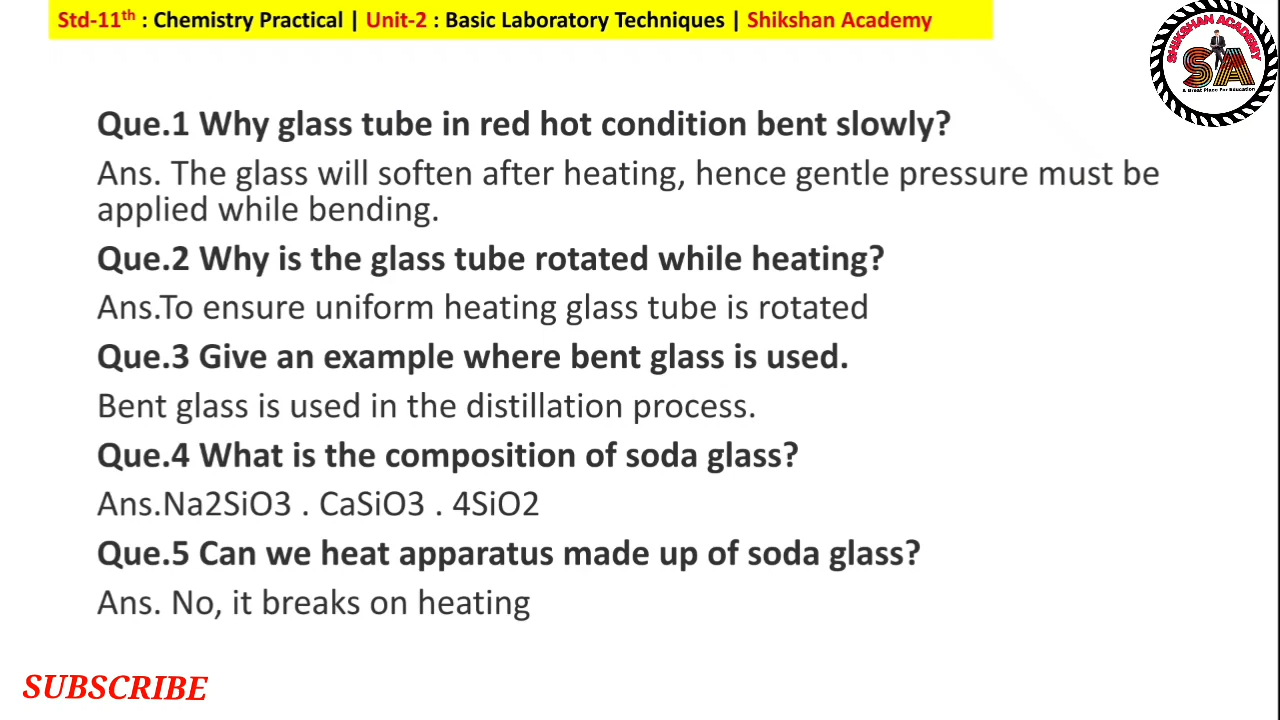 Std-11th : Chemistry Practical | Unit-2 : Basic Laboratory Techniques | Shikshan Academy
SHIKSHAN ACADEMY
SA
A Great Place For Education
Que.1 Why glass tube in red hot condition bent slowly?
Ans. The glass will soften after heating, hence gentle pressure must be
applied while bending.
Que.2 Why is the glass tube rotated while heating?
Ans.To ensure uniform heating glass tube is rotated
Que.3 Give an example where bent glass is used.
Bent glass is used in the distillation process.
Que.4 What is the composition of soda glass?
Ans.Na2SiO3 . CaSiO3 . 4SiO2
Que.5 Can we heat apparatus made up of soda glass?
Ans. No, it breaks on heating
SUBSCRIBE